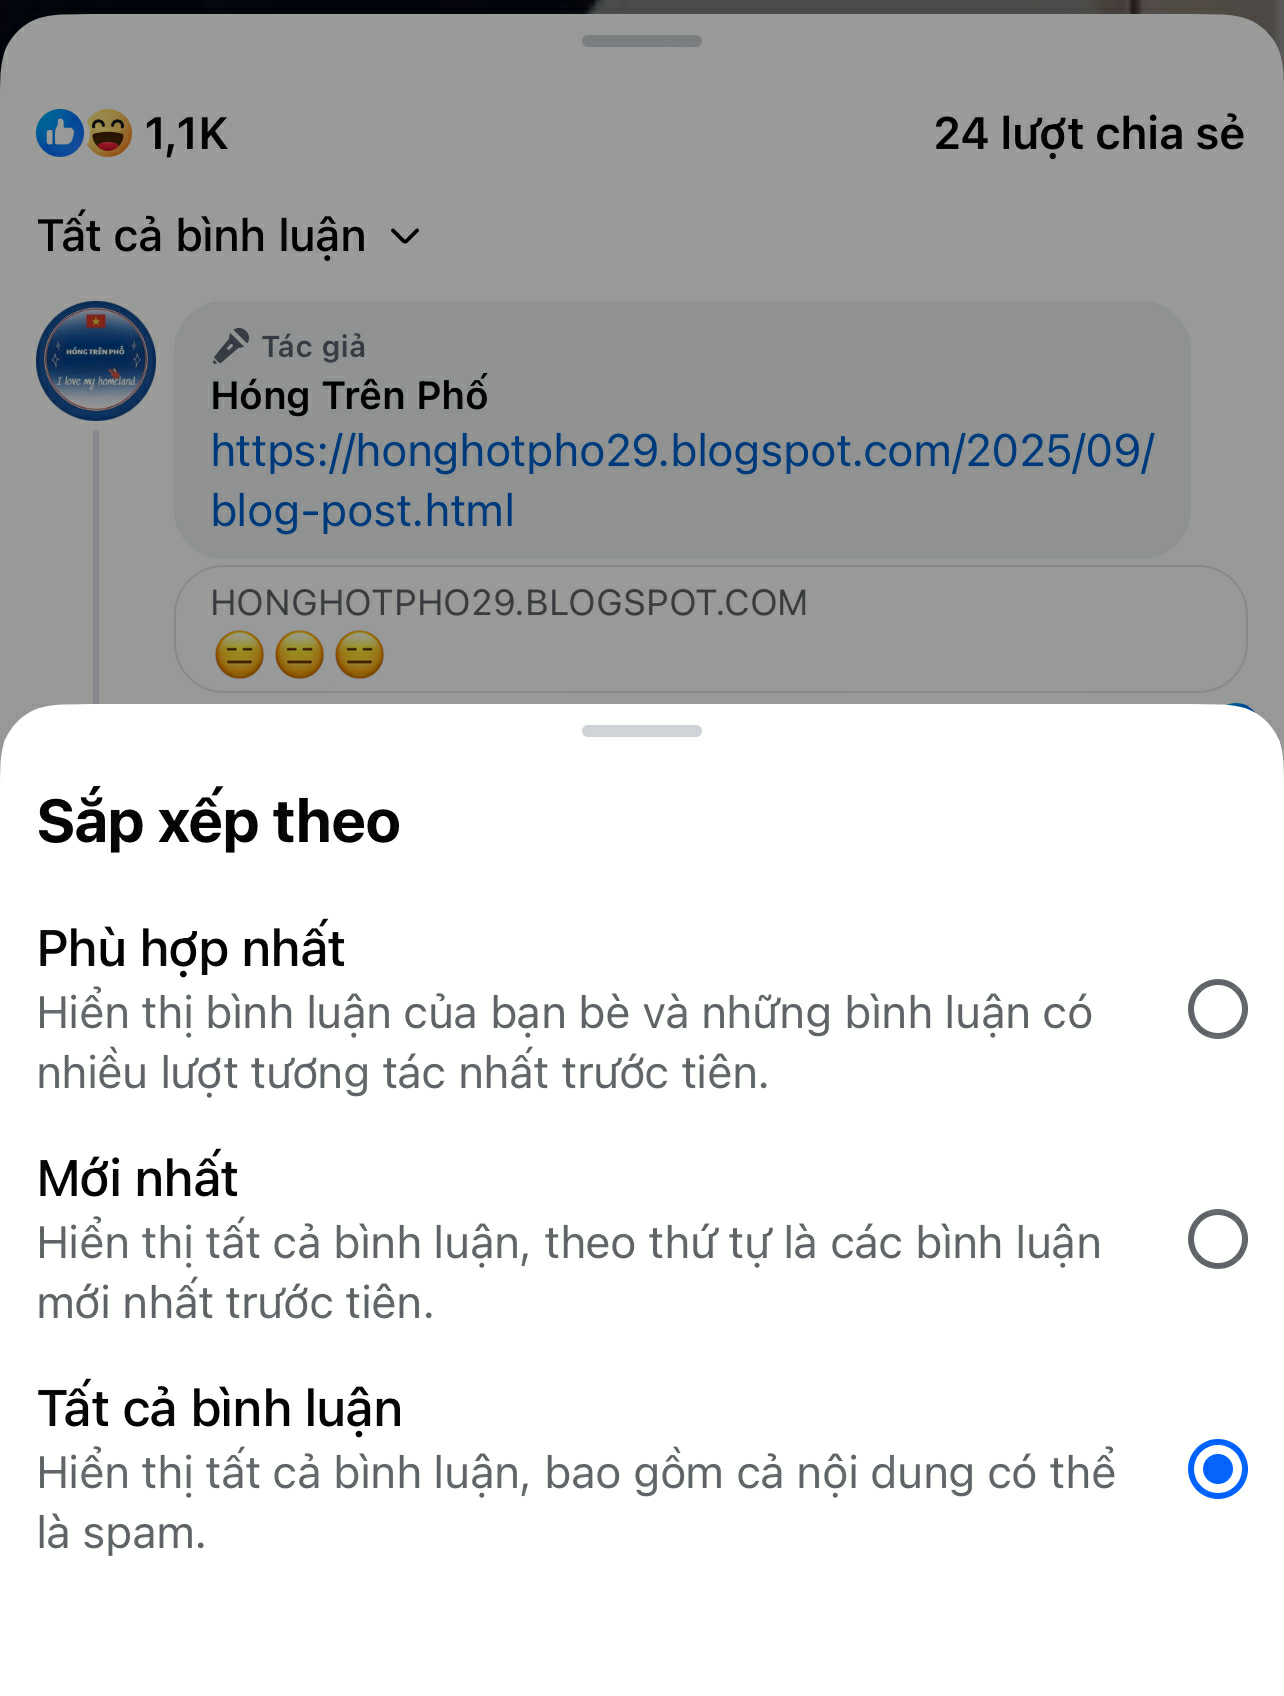 1,1K
24 lượt chia sẻ
Tất cả bình luận
HÓNG TRÊN PHỐ
I love my homeland
Tác giả
Hóng Trên Phố
https://honghotpho29.blogspot.com/2025/09/
blog-post.html
HONGHOTPHO29.BLOGSPOT.COM
😑😑😑
Sắp xếp theo
Phù hợp nhất
Hiển thị bình luận của bạn bè và những bình luận có
nhiều lượt tương tác nhất trước tiên.
Mới nhất
Hiển thị tất cả bình luận, theo thứ tự là các bình luận
mới nhất trước tiên.
Tất cả bình luận
Hiển thị tất cả bình luận, bao gồm cả nội dung có thể
là spam.